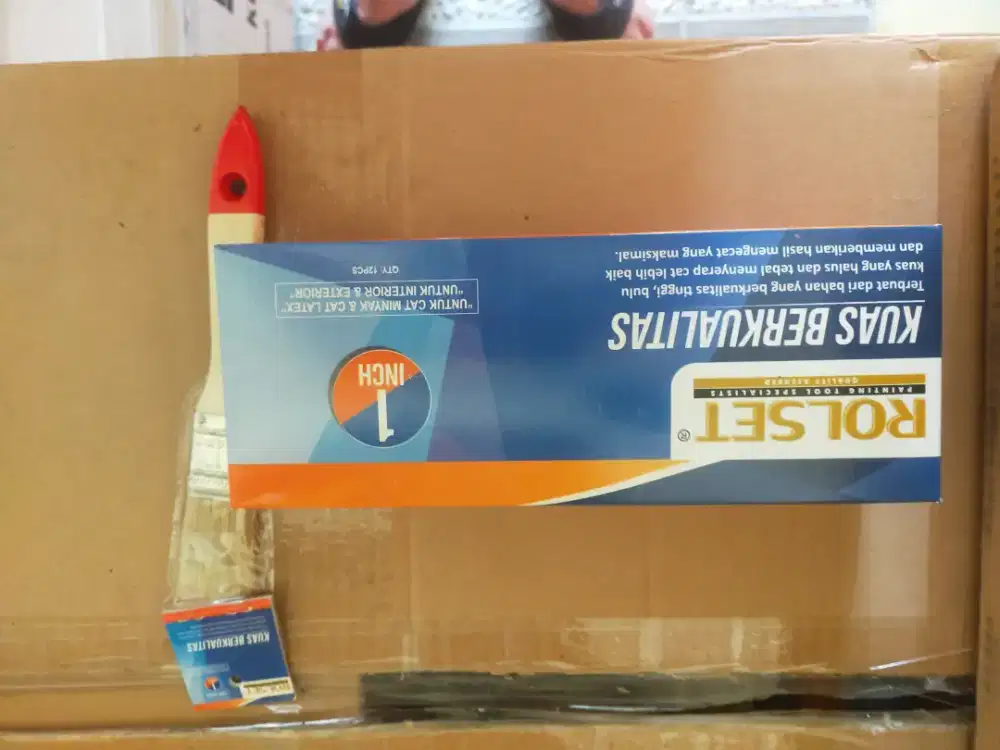 ROLSET®
PAINTING TOOL SPECIALISTS
QUALITY ASSURED
KUAS BERKUALITAS
Terbuat dari bahan yang berkualitas tinggi, bulu
kuas yang halus dan tebal menyerap cat lebih baik
dan memberikan hasil mengecat yang maksimal.
1
INCH
"UNTUK CAT MINYAK & CAT LATEX"
"UNTUK INTERIOR & EXTERIOR"
QTY: 12PCS
KUAS BERKUALITAS